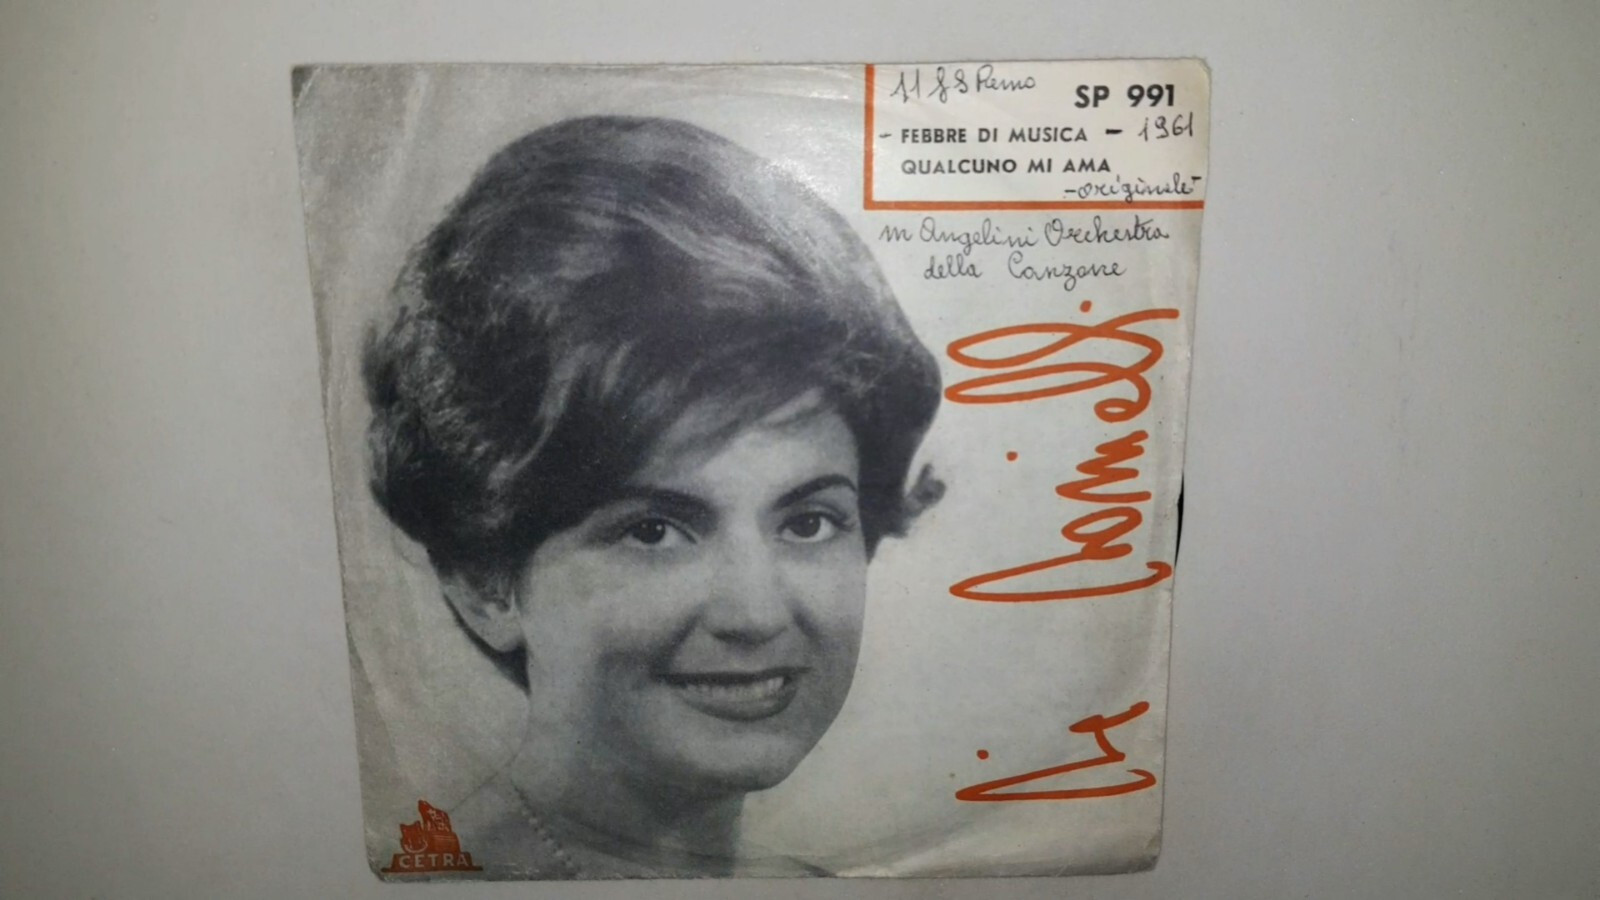 11 f S Remo
SP 991
- FEBBRE DI MUSICA - 1961
QUALCUNO MI AMA
- originale -
m Angelini Orchestra
della Canzone
CETRA